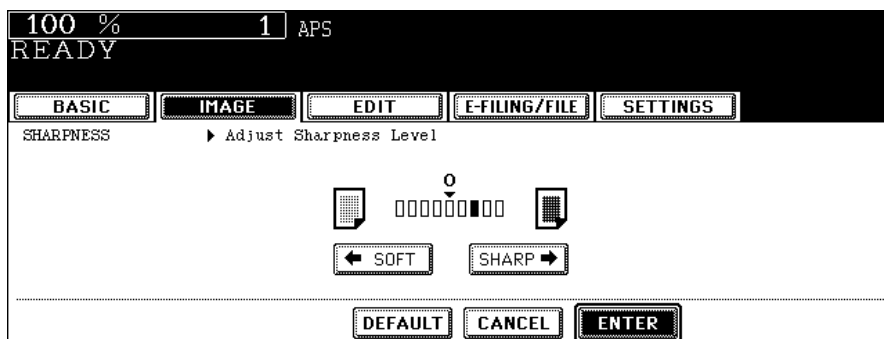 100 % 1 APS
READY
BASIC IMAGE EDIT E-FILING/FILE SETTINGS
SHARPNESS Adjust Sharpness Level
0
SOFT SHARP
DEFAULT CANCEL ENTER